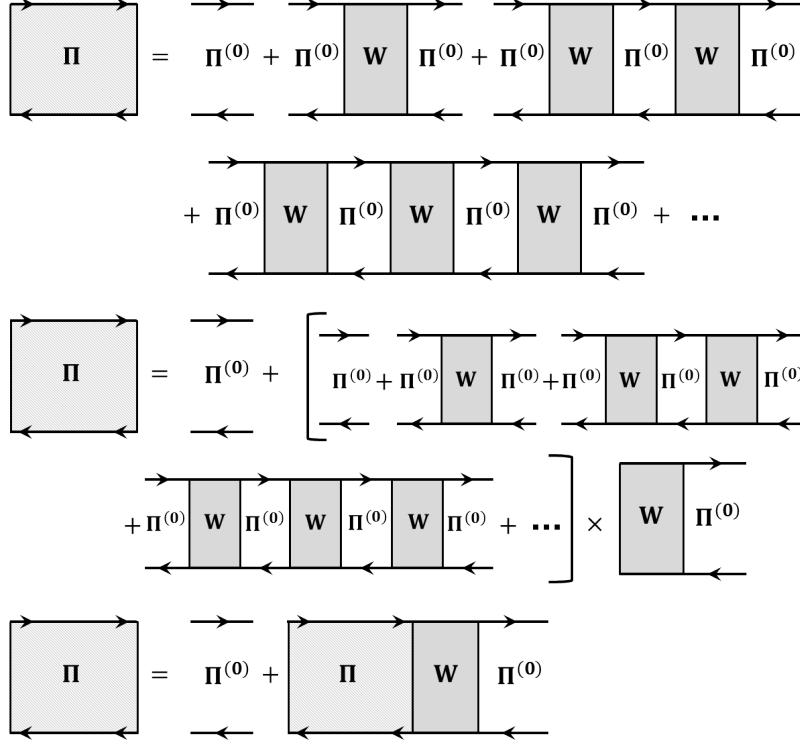 Π = Π⁽⁰⁾ + Π⁽⁰⁾ W Π⁽⁰⁾ + Π⁽⁰⁾ W Π⁽⁰⁾ W Π⁽⁰⁾
+ Π⁽⁰⁾ W Π⁽⁰⁾ W Π⁽⁰⁾ W Π⁽⁰⁾ + ...
Π = Π⁽⁰⁾ + [ Π⁽⁰⁾ + Π⁽⁰⁾ W Π⁽⁰⁾ + Π⁽⁰⁾ W Π⁽⁰⁾ W Π⁽⁰⁾
+ Π⁽⁰⁾ W Π⁽⁰⁾ W Π⁽⁰⁾ W Π⁽⁰⁾ + ... ] × W Π⁽⁰⁾
Π = Π⁽⁰⁾ + Π W Π⁽⁰⁾